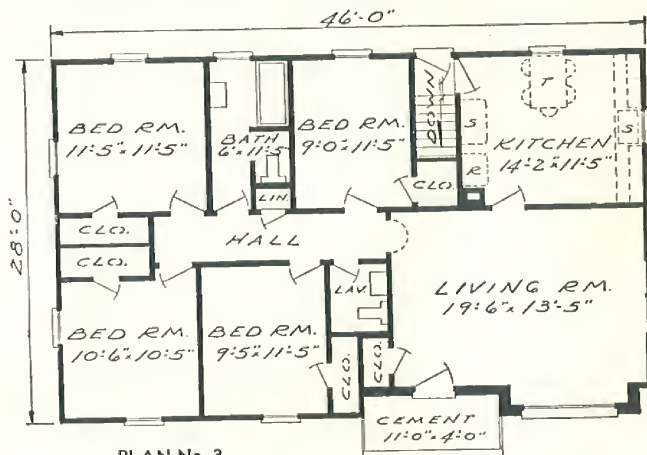 46'-0"
28'-0"
BED RM.
11'-5" x 11'-5"
BATH
6' x 11'-5"
LIN.
BED RM.
9'-0" x 11'-5"
DOWN
CLO.
S
R
T
S
KITCHEN
14'-2" x 11'-5"
CLO.
CLO.
HALL
BED RM.
10'-6" x 10'-5"
BED RM.
9'-5" x 11'-5"
LAV.
CLO.
CLO.
LIVING RM.
19'-6" x 13'-5"
CEMENT
11'-0" x 4'-0"
PLAN No. 3